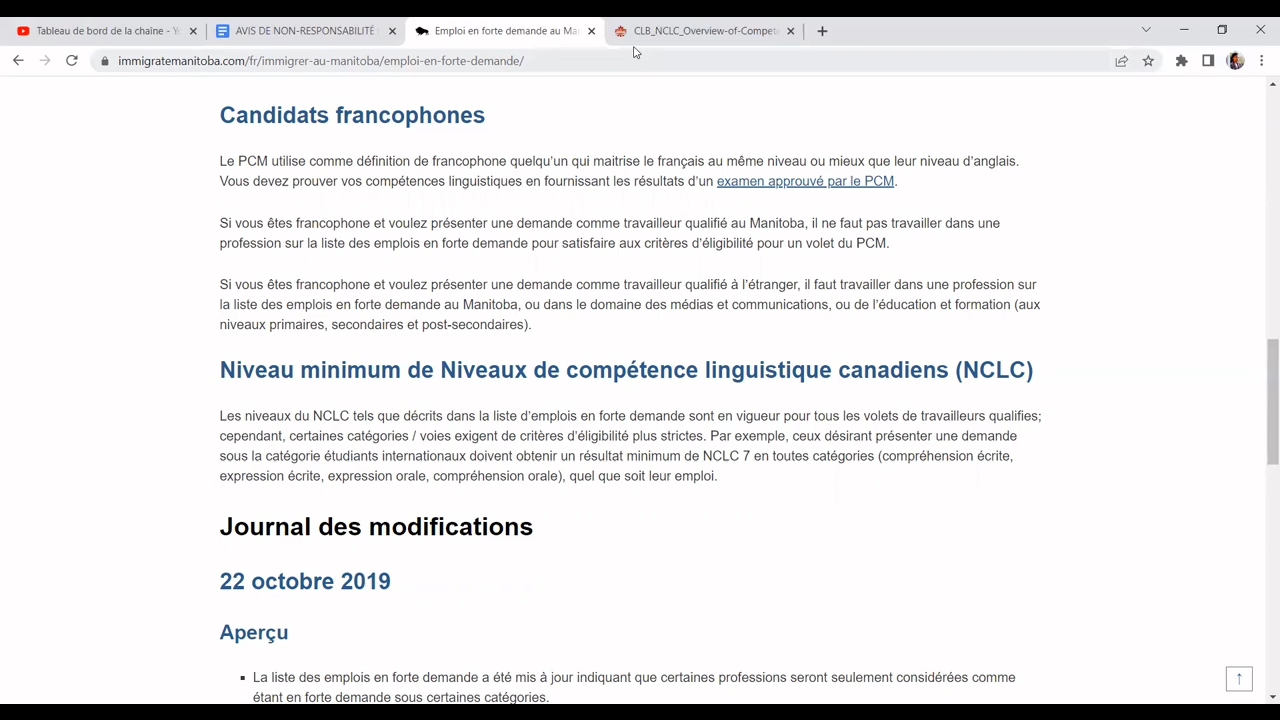 Tableau de bord de la chaîne - Y
AVIS DE NON-RESPONSABILITÉ
Emploi en forte demande au Ma
CLB_NCLC_Overview-of-Compet
immigratemanitoba.com/fr/immigrer-au-manitoba/emploi-en-forte-demande/
Candidats francophones
Le PCM utilise comme définition de francophone quelqu’un qui maitrise le français au même niveau ou mieux que leur niveau d’anglais.
Vous devez prouver vos compétences linguistiques en fournissant les résultats d’un examen approuvé par le PCM.
Si vous êtes francophone et voulez présenter une demande comme travailleur qualifié au Manitoba, il ne faut pas travailler dans une
profession sur la liste des emplois en forte demande pour satisfaire aux critères d’éligibilité pour un volet du PCM.
Si vous êtes francophone et voulez présenter une demande comme travailleur qualifié à l’étranger, il faut travailler dans une profession sur
la liste des emplois en forte demande au Manitoba, ou dans le domaine des médias et communications, ou de l’éducation et formation (aux
niveaux primaires, secondaires et post-secondaires).
Niveau minimum de Niveaux de compétence linguistique canadiens (NCLC)
Les niveaux du NCLC tels que décrits dans la liste d’emplois en forte demande sont en vigueur pour tous les volets de travailleurs qualifies;
cependant, certaines catégories / voies exigent de critères d’éligibilité plus strictes. Par exemple, ceux désirant présenter une demande
sous la catégorie étudiants internationaux doivent obtenir un résultat minimum de NCLC 7 en toutes catégories (compréhension écrite,
expression écrite, expression orale, compréhension orale), quel que soit leur emploi.
Journal des modifications
22 octobre 2019
Aperçu
La liste des emplois en forte demande a été mis à jour indiquant que certaines professions seront seulement considérées comme
étant en forte demande sous certaines catégories.